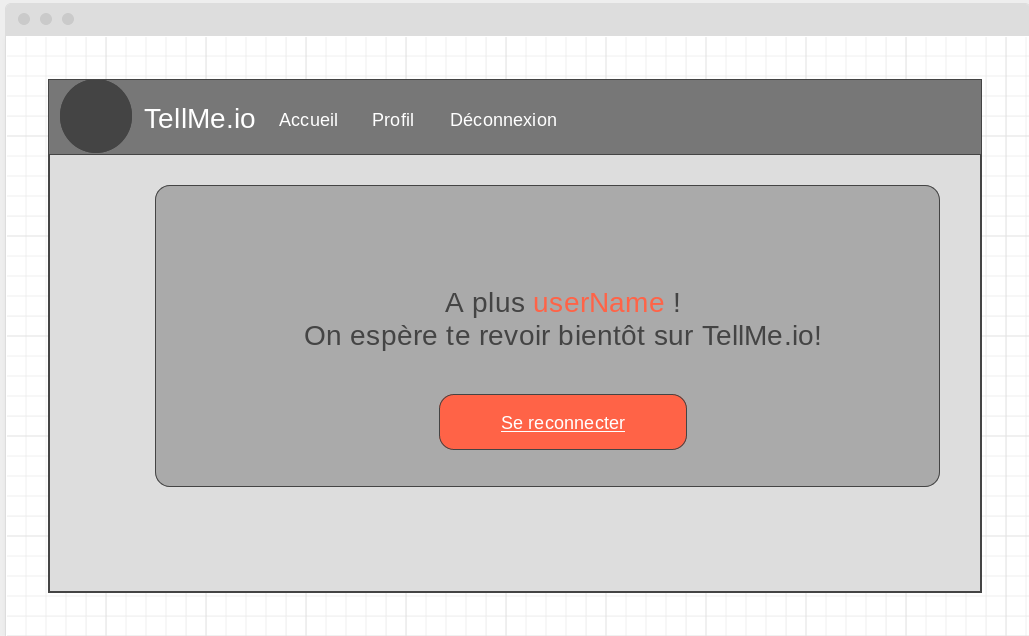 TellMe.io Accueil Profil Déconnexion
A plus userName !
On espère te revoir bientôt sur TellMe.io!
Se reconnecter